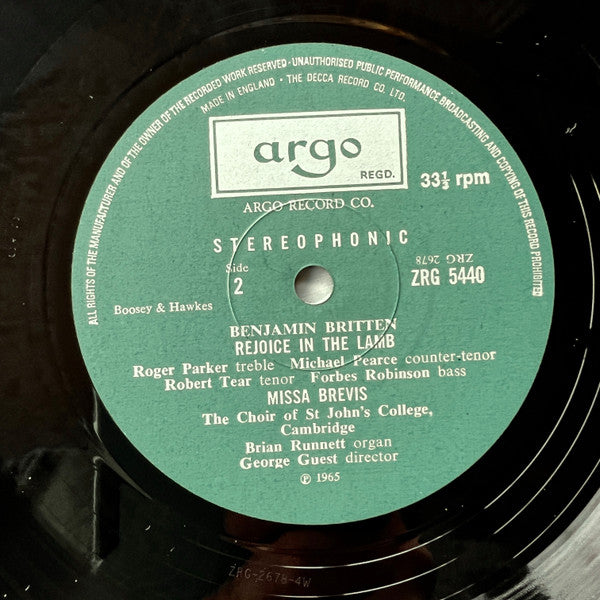 ALL RIGHTS OF THE MANUFACTURER AND OF THE OWNER OF THE RECORDED WORK RESERVED · UNAUTHORISED PUBLIC PERFORMANCE BROADCASTING AND COPYING OF THIS RECORD PROHIBITED
MADE IN ENGLAND · THE DECCA RECORD CO. LTD.
argo
REGD.
33⅓ rpm
ARGO RECORD CO.
STEREOPHONIC
Side
2
ZRG 2678
ZRG 5440
Boosey & Hawkes
BENJAMIN BRITTEN
REJOICE IN THE LAMB
Roger Parker treble Michael Pearce counter-tenor
Robert Tear tenor Forbes Robinson bass
MISSA BREVIS
The Choir of St John's College,
Cambridge
Brian Runnett organ
George Guest director
℗ 1965
ZRG-2678-4W